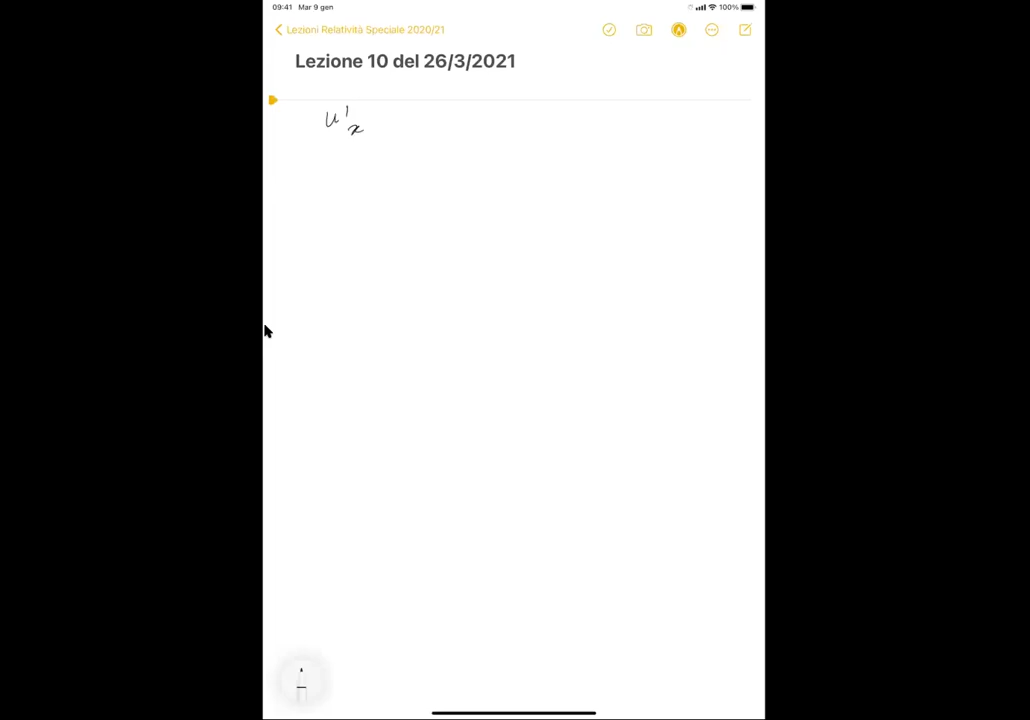 09:41 Mar 9 gen 100%
Lezioni Relatività Speciale 2020/21
Lezione 10 del 26/3/2021
u'x